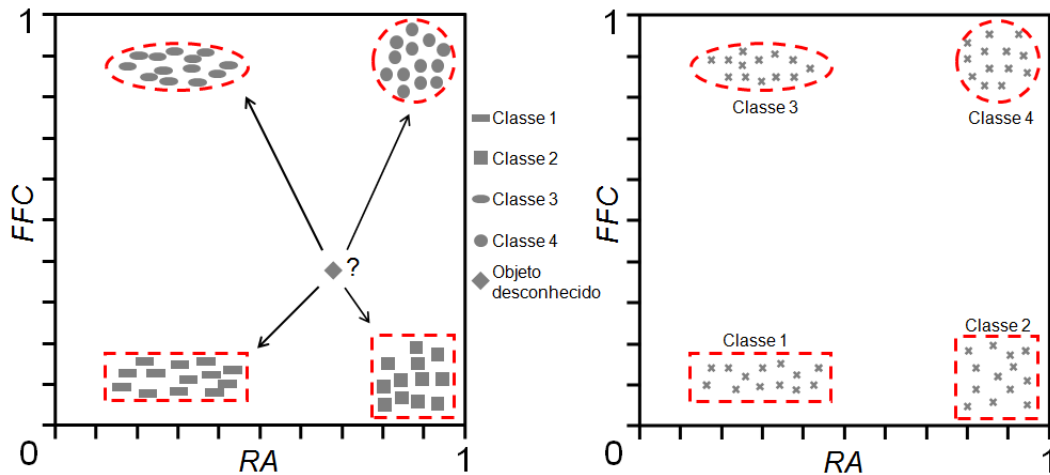 1
FFC
0
RA
1
?
Classe 1
Classe 2
Classe 3
Classe 4
Objeto
desconhecido
1
FFC
0
RA
1
Classe 3
Classe 4
Classe 1
Classe 2